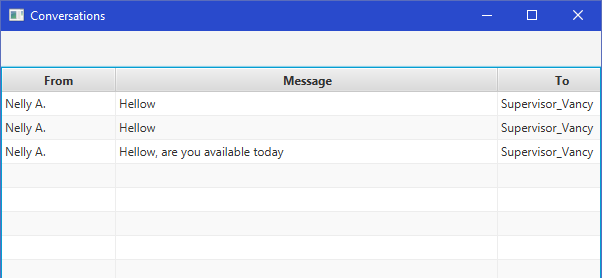 Conversations
From Message To
Nelly A. Hellow Supervisor_Vancy
Nelly A. Hellow Supervisor_Vancy
Nelly A. Hellow, are you available today Supervisor_Vancy